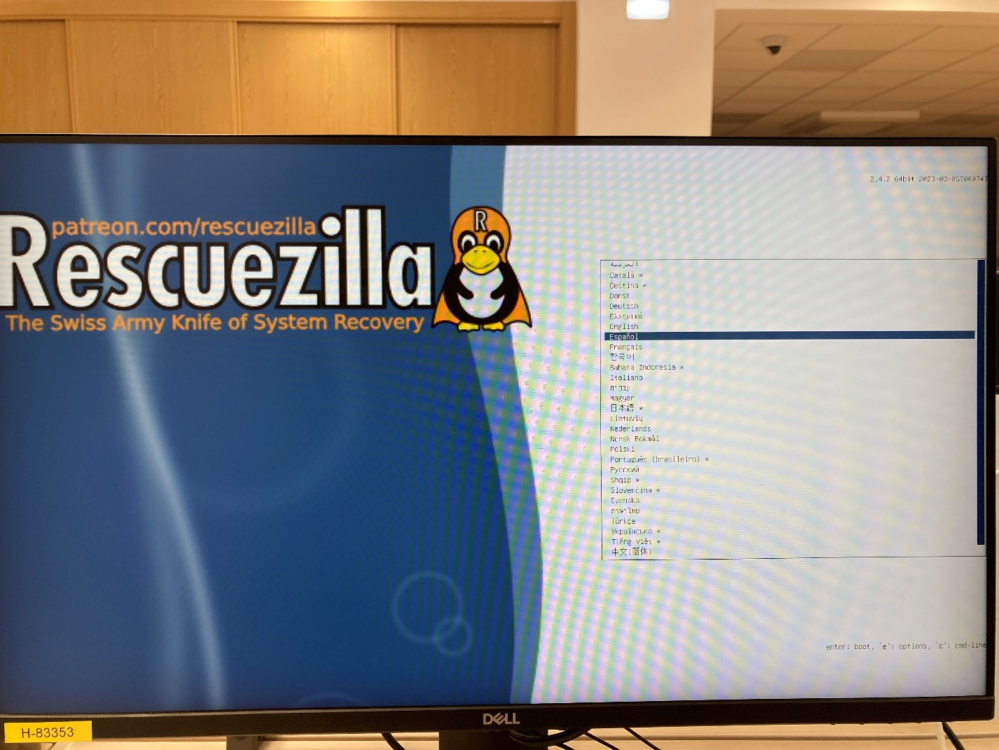 2.4.2 64bit 2023-03-06T000747
patreon.com/rescuezilla
Rescuezilla
R
The Swiss Army Knife of System Recovery
العربية
Català *
Čeština *
Dansk
Deutsch
Ελληνικά
English
Español
Français
한국어
Bahasa Indonesia *
Italiano
עברית
Magyar
日本語 *
Lietuvių
Nederlands
Norsk Bokmål
Polski
Português (brasileiro) *
Русский
Shqip *
Slovenčina *
Svenska
ภาษาไทย
Türkçe
Українська *
Tiếng Việt *
中文(简体)
enter: boot, `e': options, `c': cmd-line
DELL
H-83353